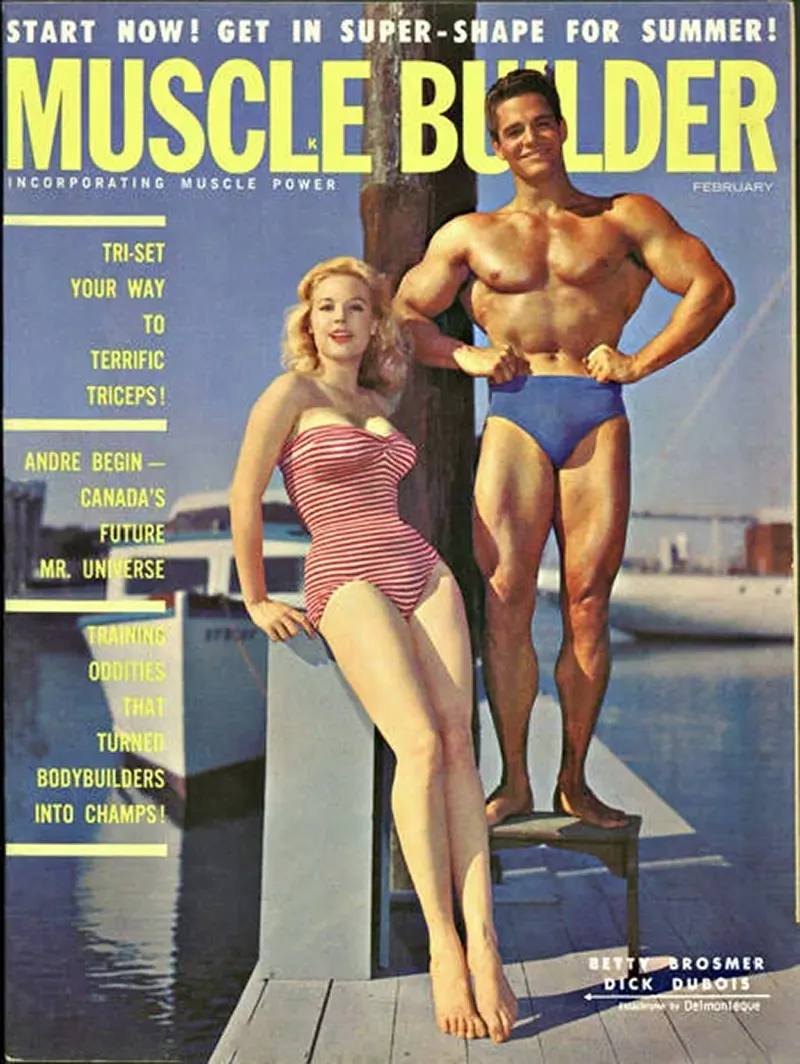 START NOW! GET IN SUPER-SHAPE FOR SUMMER!
MUSCLE BUILDER
K
INCORPORATING MUSCLE POWER
FEBRUARY
TRI-SET
YOUR WAY
TO
TERRIFIC
TRICEPS!
ANDRE BEGIN —
CANADA'S
FUTURE
MR. UNIVERSE
TRAINING
ODDITIES
THAT
TURNED
BODYBUILDERS
INTO CHAMPS!
BETTY BROSMER
DICK DUBOIS
by Delmonteque